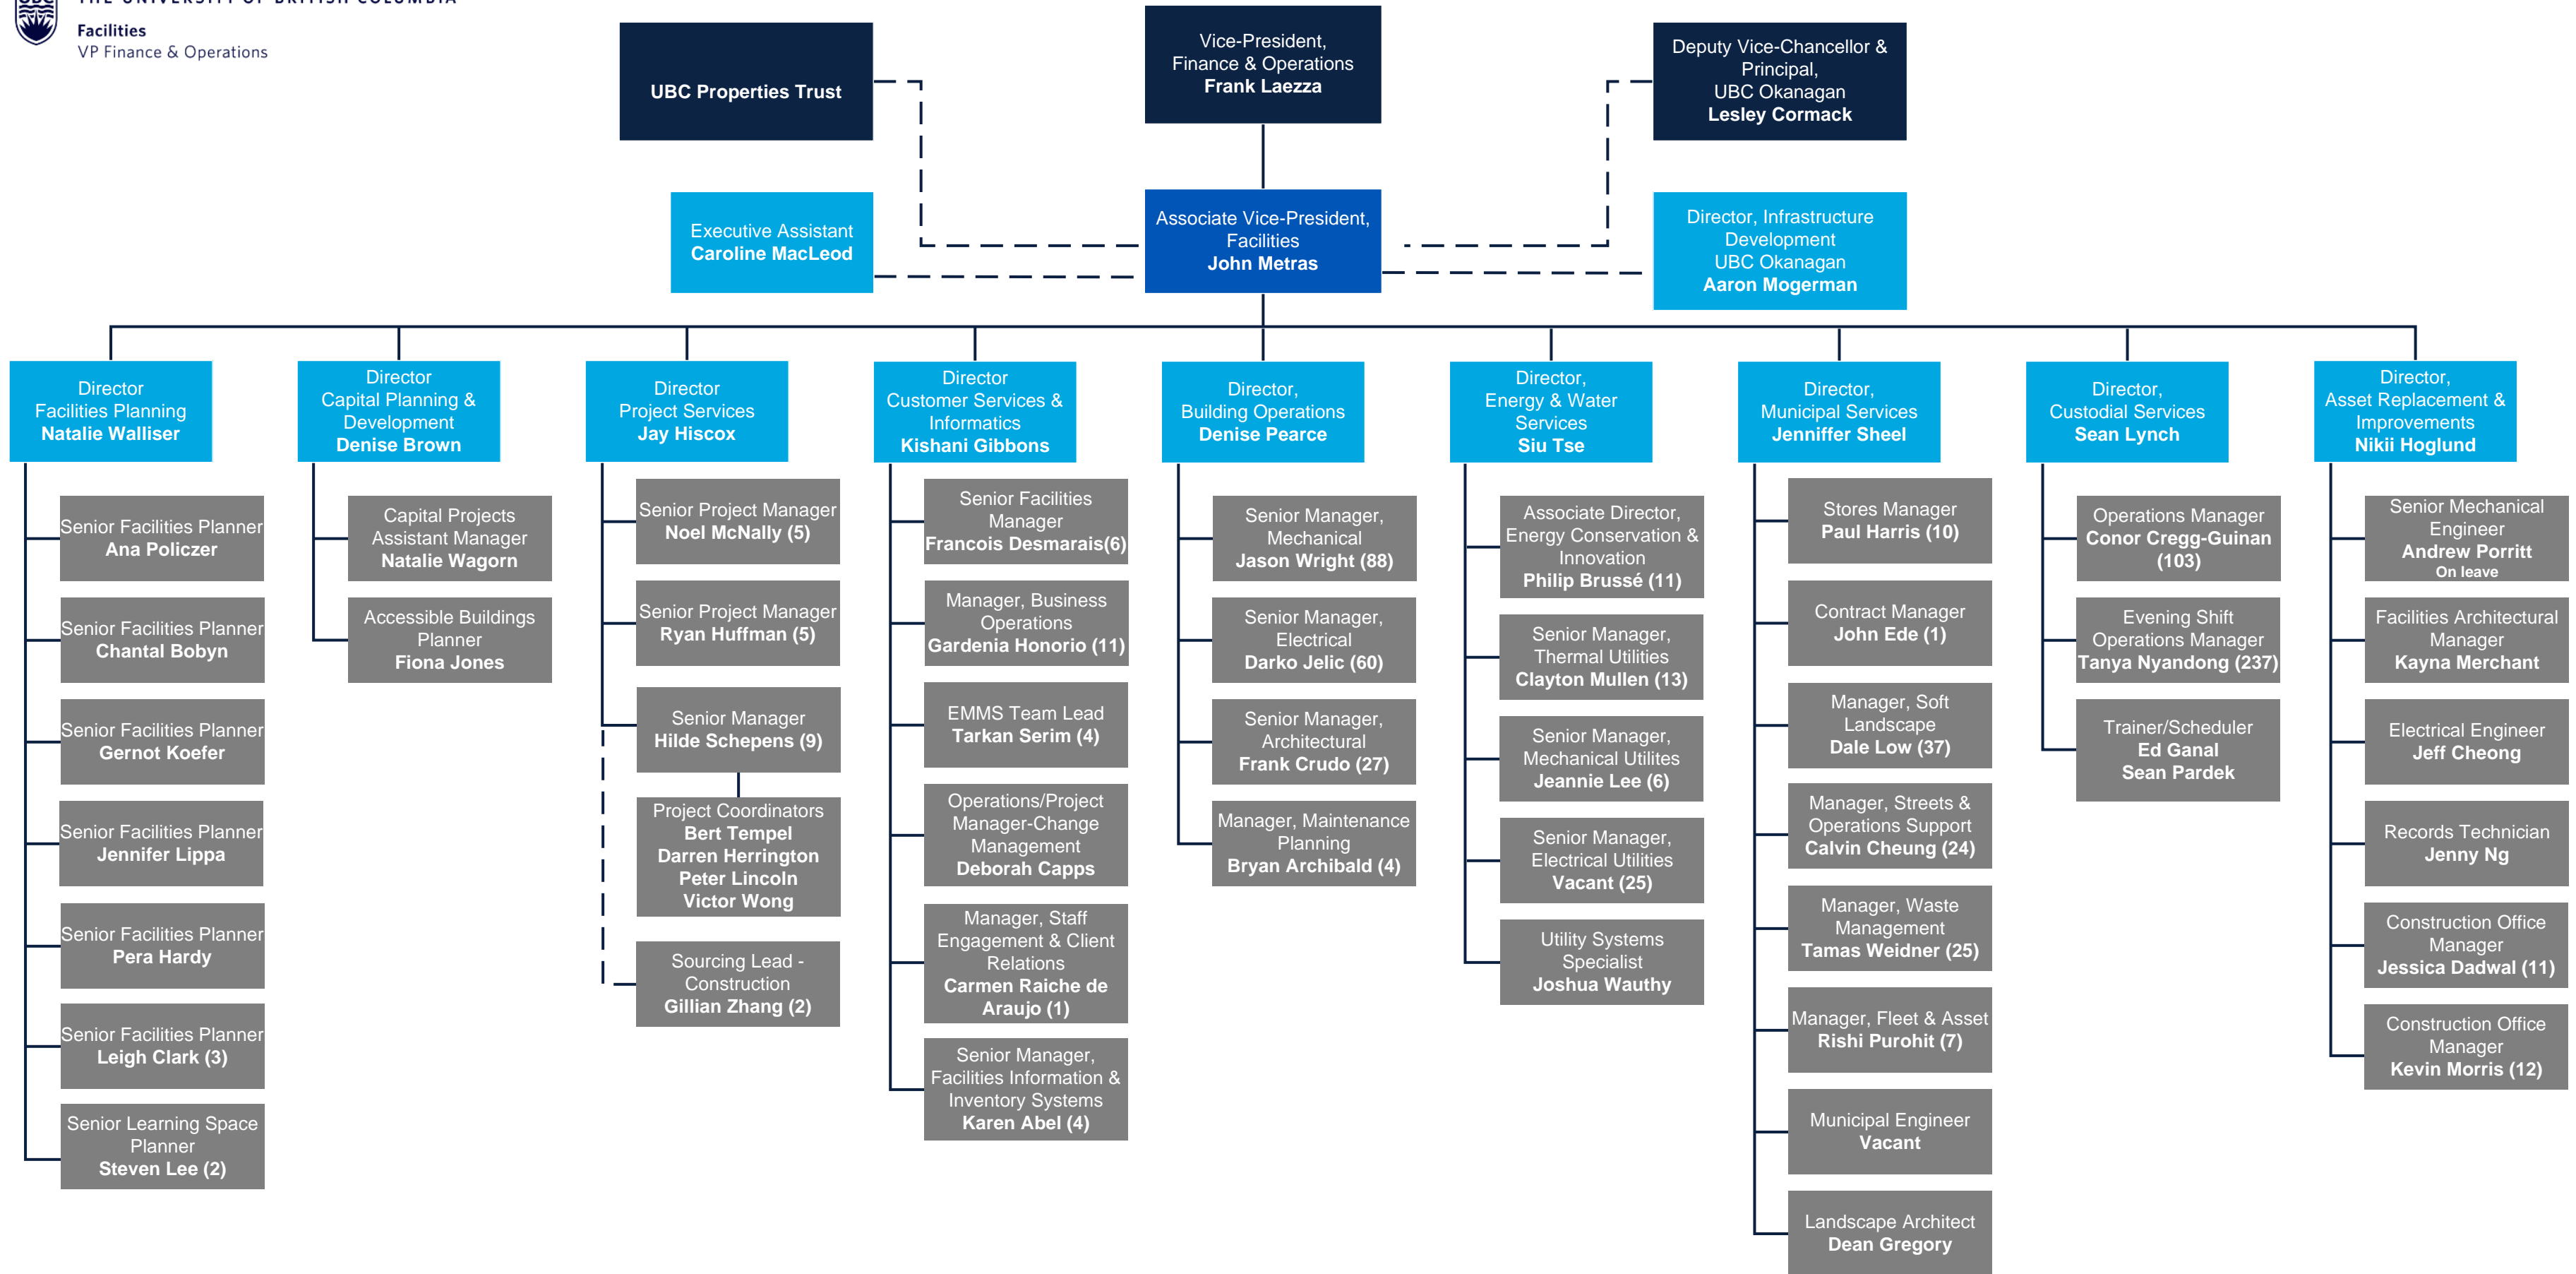 THE UNIVERSITY OF BRITISH COLUMBIA
UBC
Facilities
VP Finance & Operations
UBC Properties Trust
Vice-President,
Finance & Operations
Frank Laezza
Deputy Vice-Chancellor &
Principal,
UBC Okanagan
Lesley Cormack
Executive Assistant
Caroline MacLeod
Associate Vice-President,
Facilities
John Metras
Director, Infrastructure
Development
UBC Okanagan
Aaron Mogerman
Director
Facilities Planning
Natalie Walliser
Senior Facilities Planner
Ana Policzer
Senior Facilities Planner
Chantal Bobyn
Senior Facilities Planner
Gernot Koefer
Senior Facilities Planner
Jennifer Lippa
Senior Facilities Planner
Pera Hardy
Senior Facilities Planner
Leigh Clark (3)
Senior Learning Space
Planner
Steven Lee (2)
Director
Capital Planning &
Development
Denise Brown
Capital Projects
Assistant Manager
Natalie Wagorn
Accessible Buildings
Planner
Fiona Jones
Director
Project Services
Jay Hiscox
Senior Project Manager
Noel McNally (5)
Senior Project Manager
Ryan Huffman (5)
Senior Manager
Hilde Schepens (9)
Project Coordinators
Bert Tempel
Darren Herrington
Peter Lincoln
Victor Wong
Sourcing Lead -
Construction
Gillian Zhang (2)
Director
Customer Services &
Informatics
Kishani Gibbons
Senior Facilities
Manager
Francois Desmarais(6)
Manager, Business
Operations
Gardenia Honorio (11)
EMMS Team Lead
Tarkan Serim (4)
Operations/Project
Manager-Change
Management
Deborah Capps
Manager, Staff
Engagement & Client
Relations
Carmen Raiche de
Araujo (1)
Senior Manager,
Facilities Information &
Inventory Systems
Karen Abel (4)
Director,
Building Operations
Denise Pearce
Senior Manager,
Mechanical
Jason Wright (88)
Senior Manager,
Electrical
Darko Jelic (60)
Senior Manager,
Architectural
Frank Crudo (27)
Manager, Maintenance
Planning
Bryan Archibald (4)
Director,
Energy & Water
Services
Siu Tse
Associate Director,
Energy Conservation &
Innovation
Philip Brussé (11)
Senior Manager,
Thermal Utilities
Clayton Mullen (13)
Senior Manager,
Mechanical Utilites
Jeannie Lee (6)
Senior Manager,
Electrical Utilities
Vacant (25)
Utility Systems
Specialist
Joshua Wauthy
Director,
Municipal Services
Jenniffer Sheel
Stores Manager
Paul Harris (10)
Contract Manager
John Ede (1)
Manager, Soft
Landscape
Dale Low (37)
Manager, Streets &
Operations Support
Calvin Cheung (24)
Manager, Waste
Management
Tamas Weidner (25)
Manager, Fleet & Asset
Rishi Purohit (7)
Municipal Engineer
Vacant
Landscape Architect
Dean Gregory
Director,
Custodial Services
Sean Lynch
Operations Manager
Conor Cregg-Guinan
(103)
Evening Shift
Operations Manager
Tanya Nyandong (237)
Trainer/Scheduler
Ed Ganal
Sean Pardek
Director,
Asset Replacement &
Improvements
Nikii Hoglund
Senior Mechanical
Engineer
Andrew Porritt
On leave
Facilities Architectural
Manager
Kayna Merchant
Electrical Engineer
Jeff Cheong
Records Technician
Jenny Ng
Construction Office
Manager
Jessica Dadwal (11)
Construction Office
Manager
Kevin Morris (12)